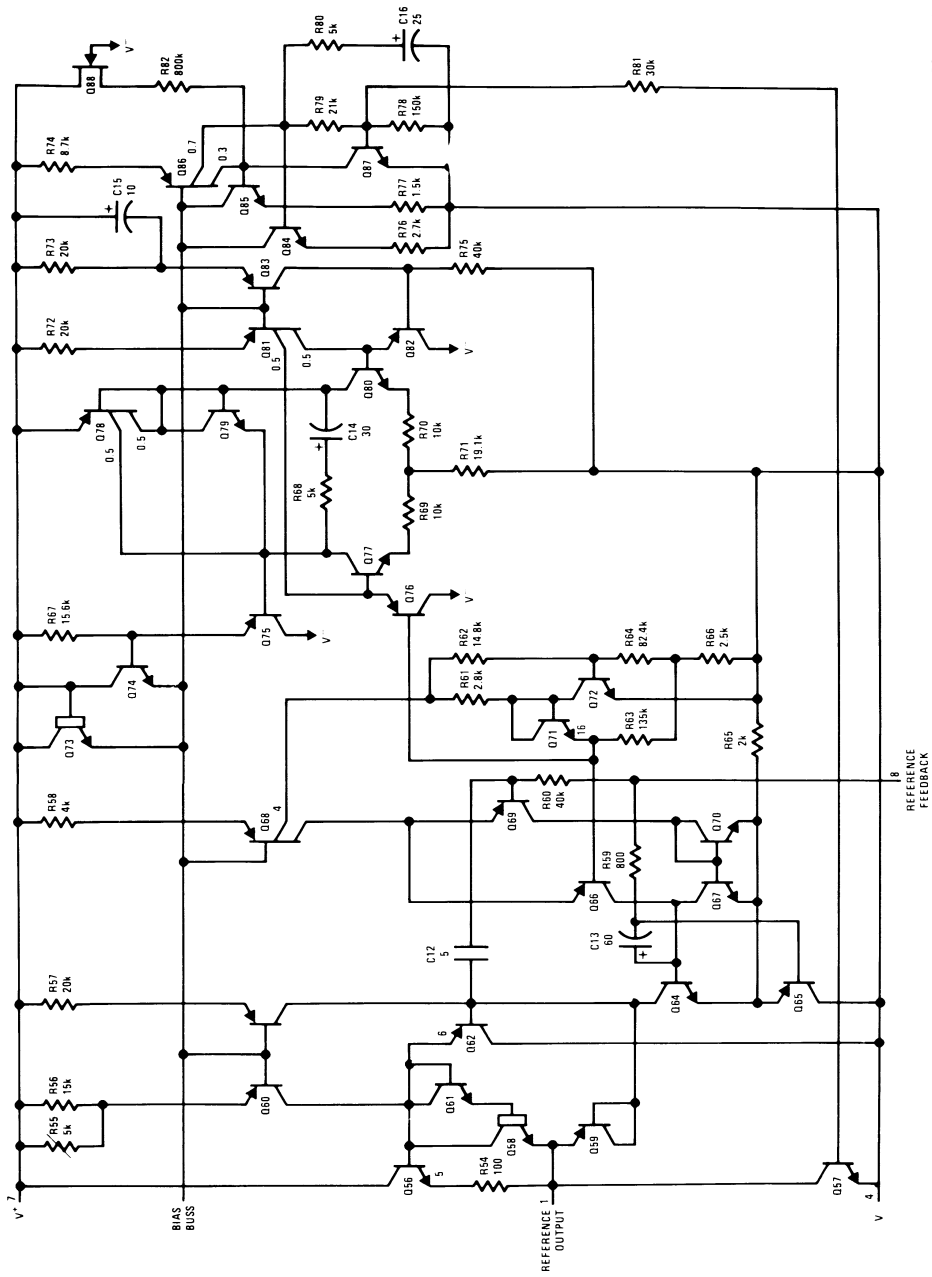 V+ 7
BIAS BUSS
REFERENCE OUTPUT 1
V 4
REFERENCE FEEDBACK 8
R55 5k
R56 15k
R57 20k
R58 4k
R67 15.6k
R72 20k
R73 20k
C15 10
+
R74 8.7k
Q88
V-
R82 800k
R80 5k
C16 25
+
Q73
Q74
Q78
0.5
0.5
Q79
Q86
0.7
0.3
Q85
Q84
R79 21k
R78 150k
Q87
R81 30k
R77 1.5k
R76 2.7k
Q60
Q68
4
Q75
V-
Q81
0.5
0.5
Q83
Q82
V-
R75 40k
Q80
C14 30
+
R68 5k
R70 10k
R69 10k
R71 19.1k
Q77
Q76
V-
Q56
5
R54 100
Q61
Q58
Q59
Q62
6
C12 5
Q69
R60 40k
Q71
16
R61 2.8k
R62 14.8k
Q72
R64 82.4k
R63 135k
R66 2.5k
R65 2k
R59 800
Q66
Q70
Q67
C13 60
+
Q64
Q65
Q57